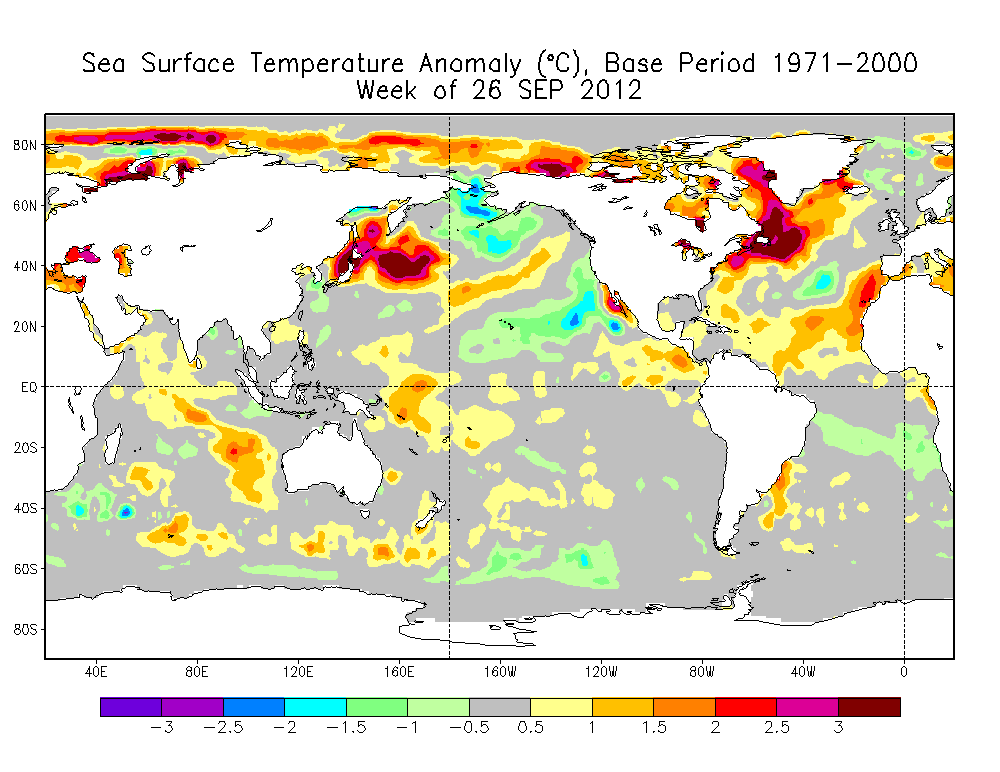 Sea Surface Temperature Anomaly (°C), Base Period 1971−2000
Week of 26 SEP 2012
80N
60N
40N
20N
EQ
20S
40S
60S
80S
40E 80E 120E 160E 160W 120W 80W 40W 0
−3 −2.5 −2 −1.5 −1 −0.5 0.5 1 1.5 2 2.5 3